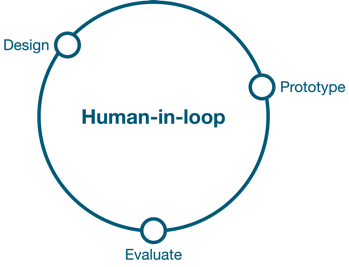 Design
Prototype
Human-in-loop
Evaluate